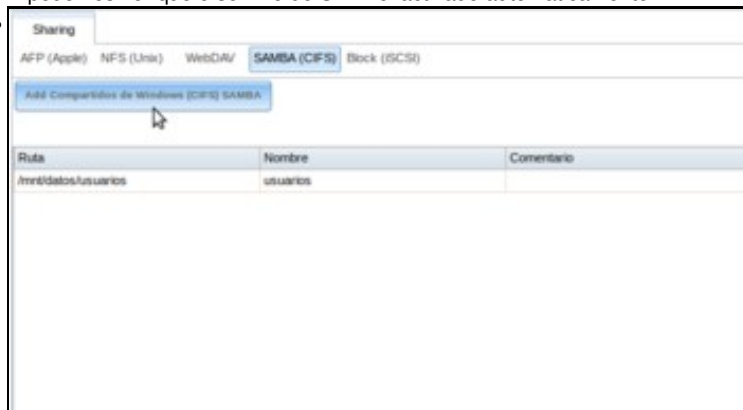 Sharing
AFP (Apple) NFS (Unix) WebDAV SAMBA (CIFS) Block (iSCSI)
Add Compartidos de Windows (CIFS) SAMBA
Ruta Nombre Comentario
/mnt/datos/usuarios usuarios